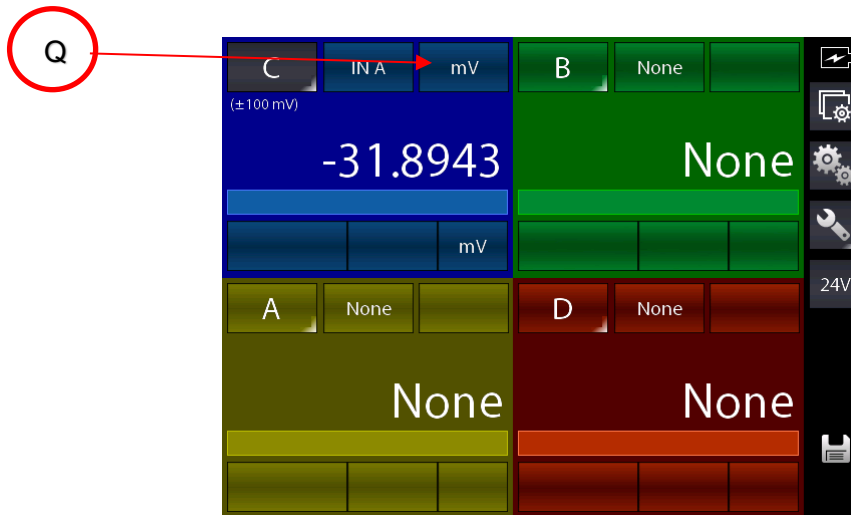 Q
C IN A mV
(±100 mV)
-31.8943
mV
B None
None
A None
None
D None
None
24V